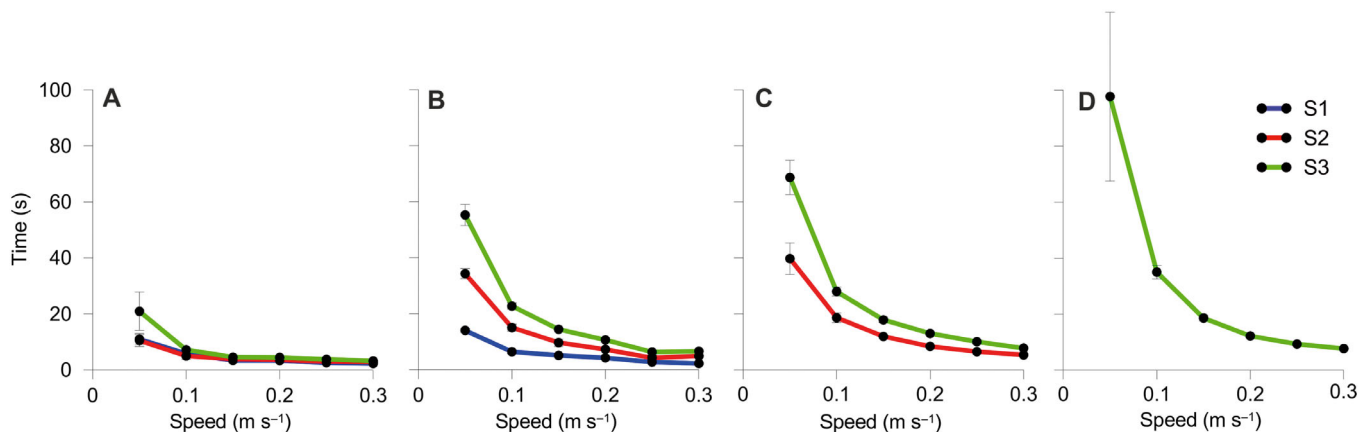 A
B
C
D
S1
S2
S3
Time (s)
100
80
60
40
20
0
0 0.1 0.2 0.3
0 0.1 0.2 0.3
0 0.1 0.2 0.3
0 0.1 0.2 0.3
Speed (m s⁻¹)
Speed (m s⁻¹)
Speed (m s⁻¹)
Speed (m s⁻¹)